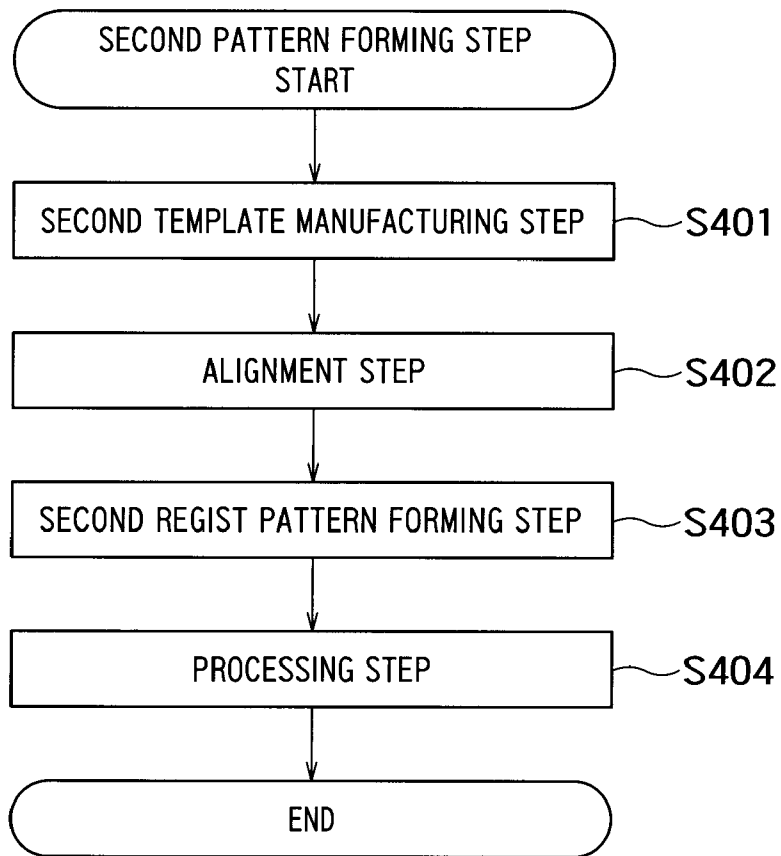 SECOND PATTERN FORMING STEP
START
SECOND TEMPLATE MANUFACTURING STEP
S401
ALIGNMENT STEP
S402
SECOND REGIST PATTERN FORMING STEP
S403
PROCESSING STEP
S404
END